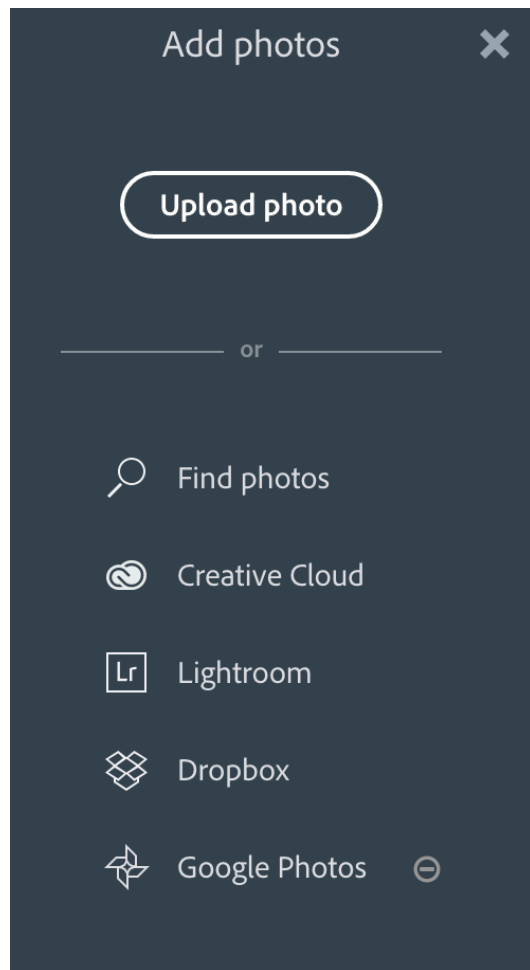 Add photos
Upload photo
or
Find photos
Creative Cloud
Lr Lightroom
Dropbox
Google Photos